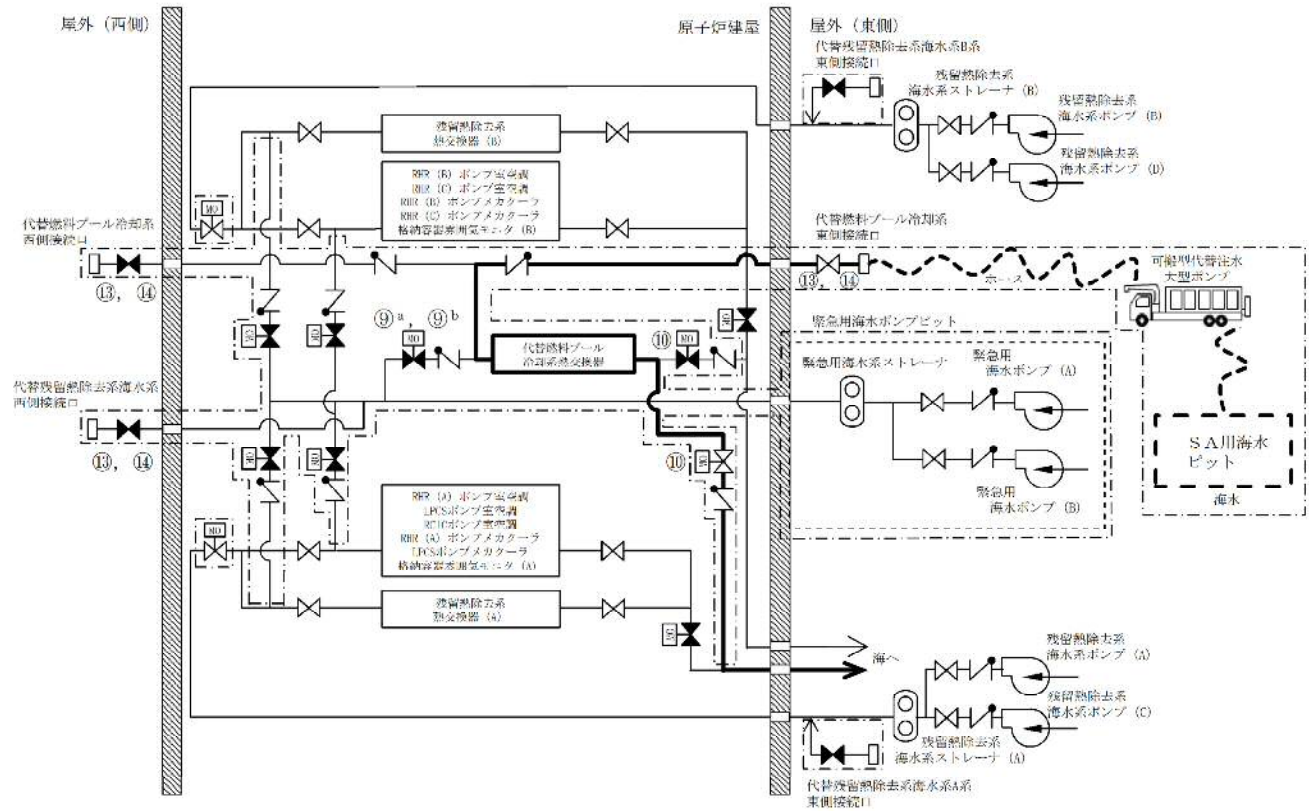 屋外(西側)
原子炉建屋
屋外(東側)
代替残留熱除去系海水系B系
東側接続口
残留熱除去系
海水系ストレーナ(B)
残留熱除去系
海水系ポンプ(B)
残留熱除去系
海水系ポンプ(D)
残留熱除去系
熱交換器(B)
RHR(B)ポンプ室空調
RHR(C)ポンプ室空調
RHR(B)ポンプメカクーラ
RHR(C)ポンプメカクーラ
格納容器雰囲気モニタ(B)
MO
代替燃料プール冷却系
西側接続口
⑬, ⑭
代替燃料プール冷却系
東側接続口
⑬, ⑭
ホース
可搬型代替注水
大型ポンプ
MO
MO
MO
⑨a, ⑨b
MO
代替燃料プール
冷却系熱交換器
⑩
MO
緊急用海水ポンプピット
緊急用海水系ストレーナ
緊急用
海水ポンプ(A)
緊急用
海水ポンプ(B)
SA用海水
ピット
海水
代替残留熱除去系海水系
西側接続口
⑬, ⑭
MO
MO
⑩
MO
RHR(A)ポンプ室空調
LPCSポンプ室空調
RCICポンプ室空調
RHR(A)ポンプメカクーラ
LPCSポンプメカクーラ
格納容器雰囲気モニタ(A)
MO
残留熱除去系
熱交換器(A)
MO
海へ
残留熱除去系
海水系ポンプ(A)
残留熱除去系
海水系ポンプ(C)
残留熱除去系
海水系ストレーナ(A)
代替残留熱除去系海水系A系
東側接続口